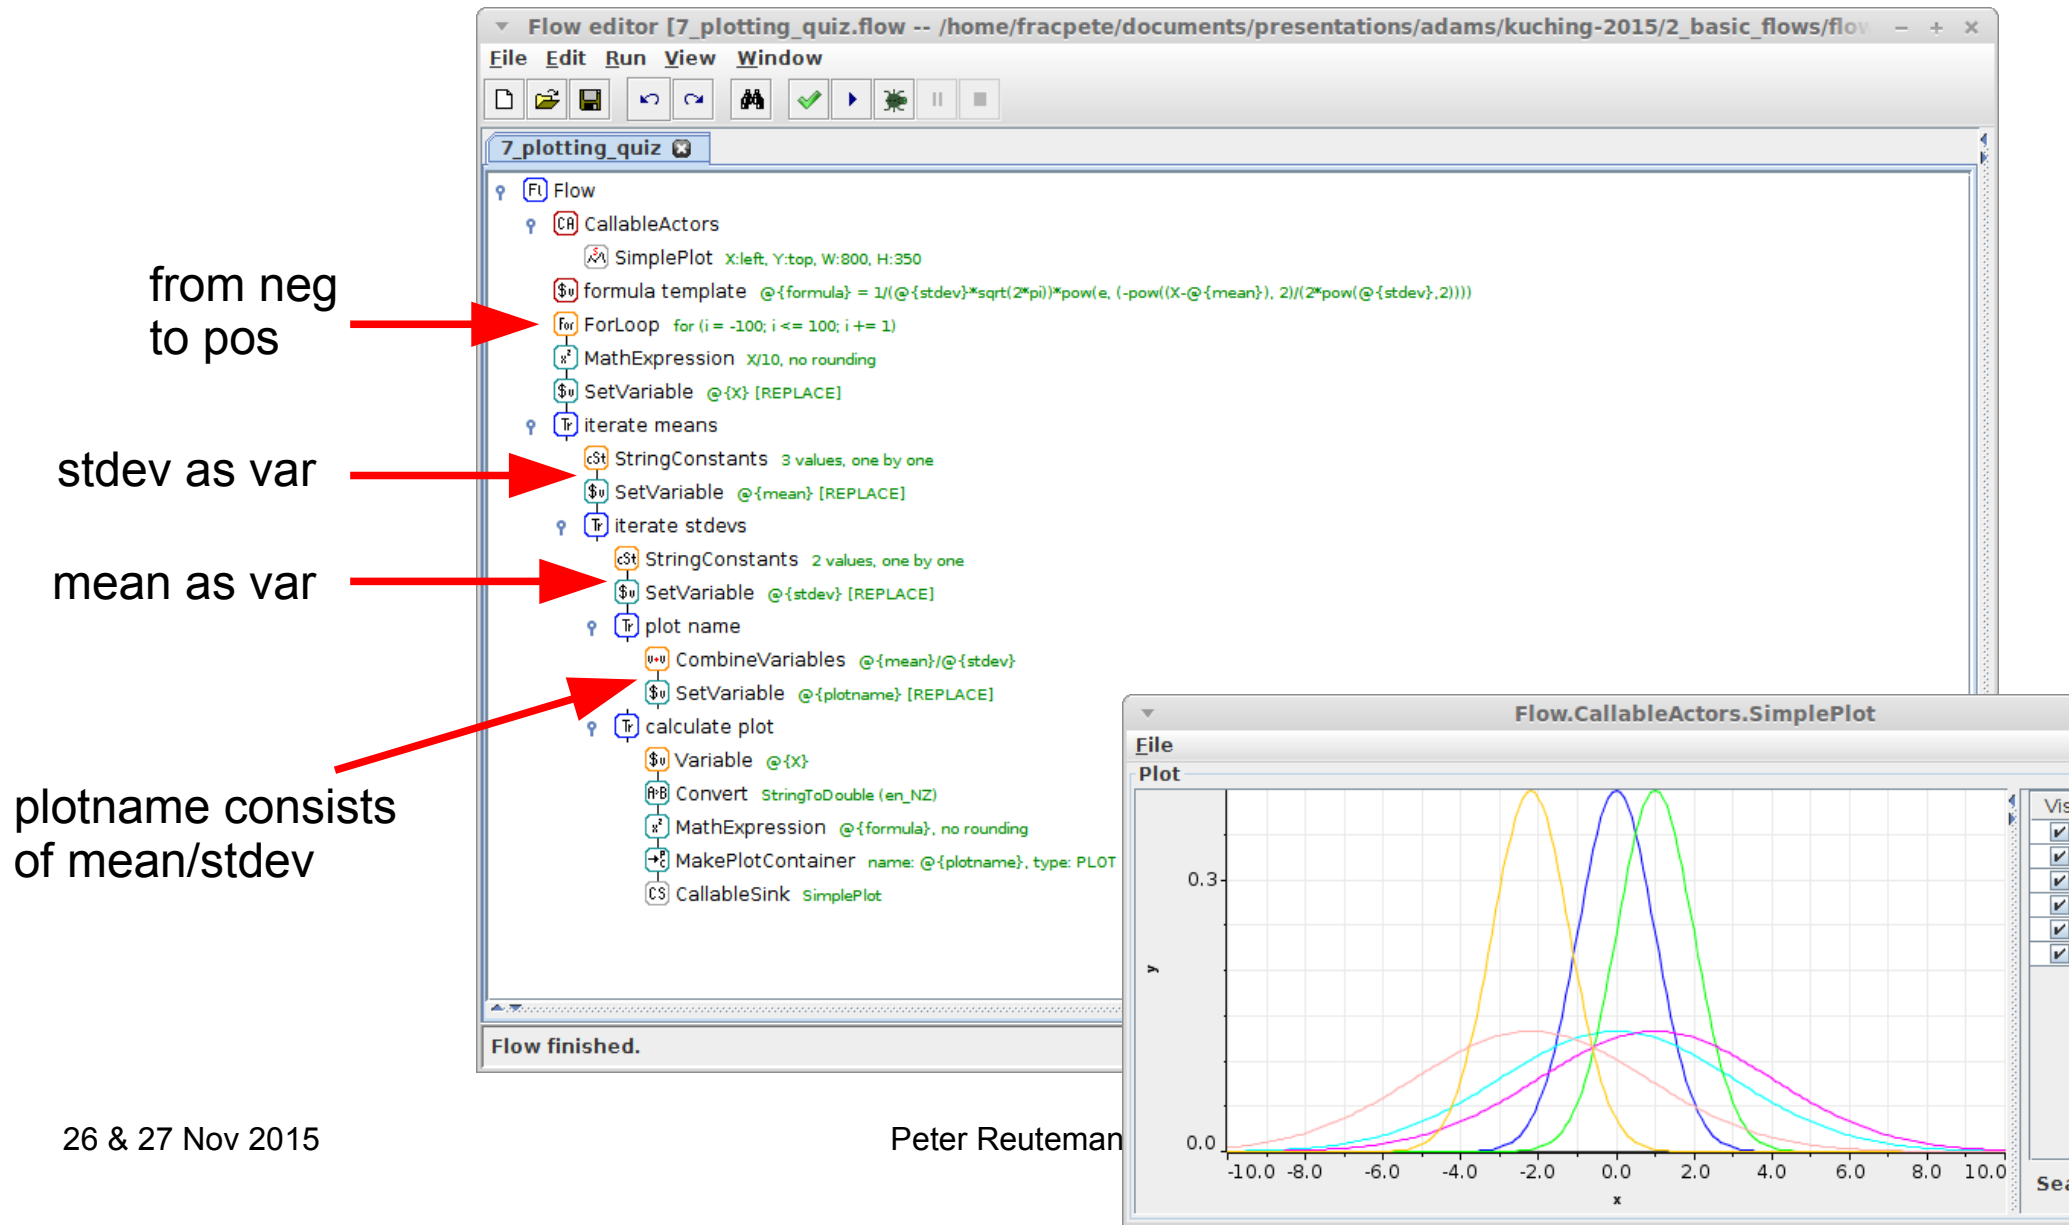 Flow editor [7_plotting_quiz.flow -- /home/fracpete/documents/presentations/adams/kuching-2015/2_basic_flows/flow
File Edit Run View Window
7_plotting_quiz
Flow
CallableActors
SimplePlot X:left, Y:top, W:800, H:350
formula template @{formula} = 1/(@{stdev}*sqrt(2*pi))*pow(e, (-pow((X-@{mean}), 2)/(2*pow(@{stdev},2))))
ForLoop for (i = -100; i <= 100; i += 1)
MathExpression X/10, no rounding
SetVariable @{X} [REPLACE]
iterate means
StringConstants 3 values, one by one
SetVariable @{mean} [REPLACE]
iterate stdevs
StringConstants 2 values, one by one
SetVariable @{stdev} [REPLACE]
plot name
CombineVariables @{mean}/@{stdev}
SetVariable @{plotname} [REPLACE]
calculate plot
Variable @{X}
Convert StringToDouble (en_NZ)
MathExpression @{formula}, no rounding
MakePlotContainer name: @{plotname}, type: PLOT
CallableSink SimplePlot
Flow finished.
from neg
to pos
stdev as var
mean as var
plotname consists
of mean/stdev
Flow.CallableActors.SimplePlot
File
Plot
Vis
0.3
y
0.0
-10.0 -8.0 -6.0 -4.0 -2.0 0.0 2.0 4.0 6.0 8.0 10.0
x
Sea
26 & 27 Nov 2015
Peter Reuteman